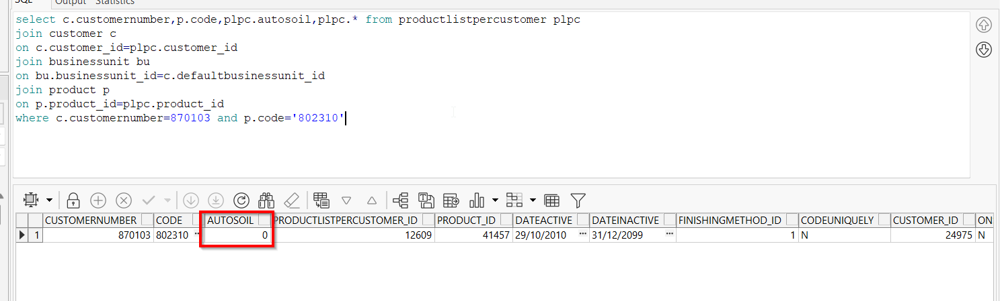 SQL Output Statistics
select c.customernumber,p.code,plpc.autosoil,plpc.* from productlistpercustomer plpc
join customer c
on c.customer_id=plpc.customer_id
join businessunit bu
on bu.businessunit_id=c.defaultbusinessunit_id
join product p
on p.product_id=plpc.product_id
where c.customernumber=870103 and p.code='802310'
CUSTOMERNUMBER CODE AUTOSOIL PRODUCTLISTPERCUSTOMER_ID PRODUCT_ID DATEACTIVE DATEINACTIVE FINISHINGMETHOD_ID CODEUNIQUELY CUSTOMER_ID ON
1 870103 802310 ... 0 12609 41457 29/10/2010 ... 31/12/2099 ... 1 N 24975 N